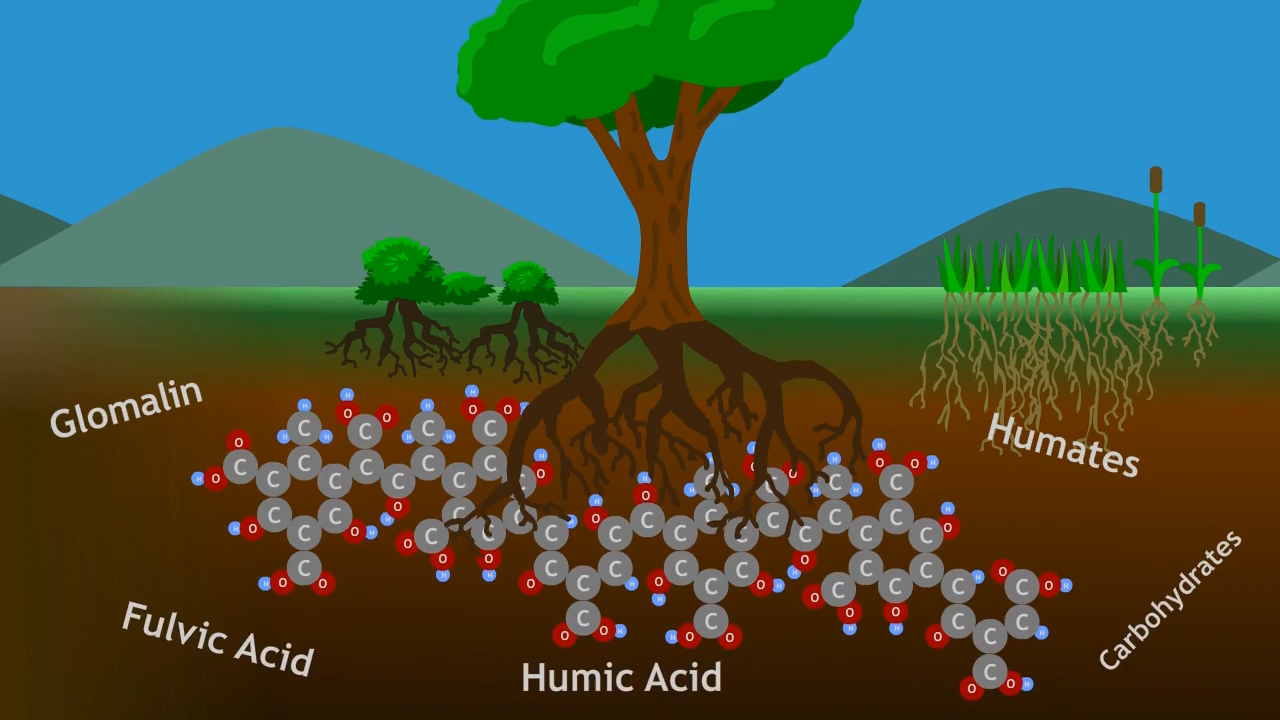 Glomalin
Humates
Carbohydrates
Fulvic Acid
Humic Acid